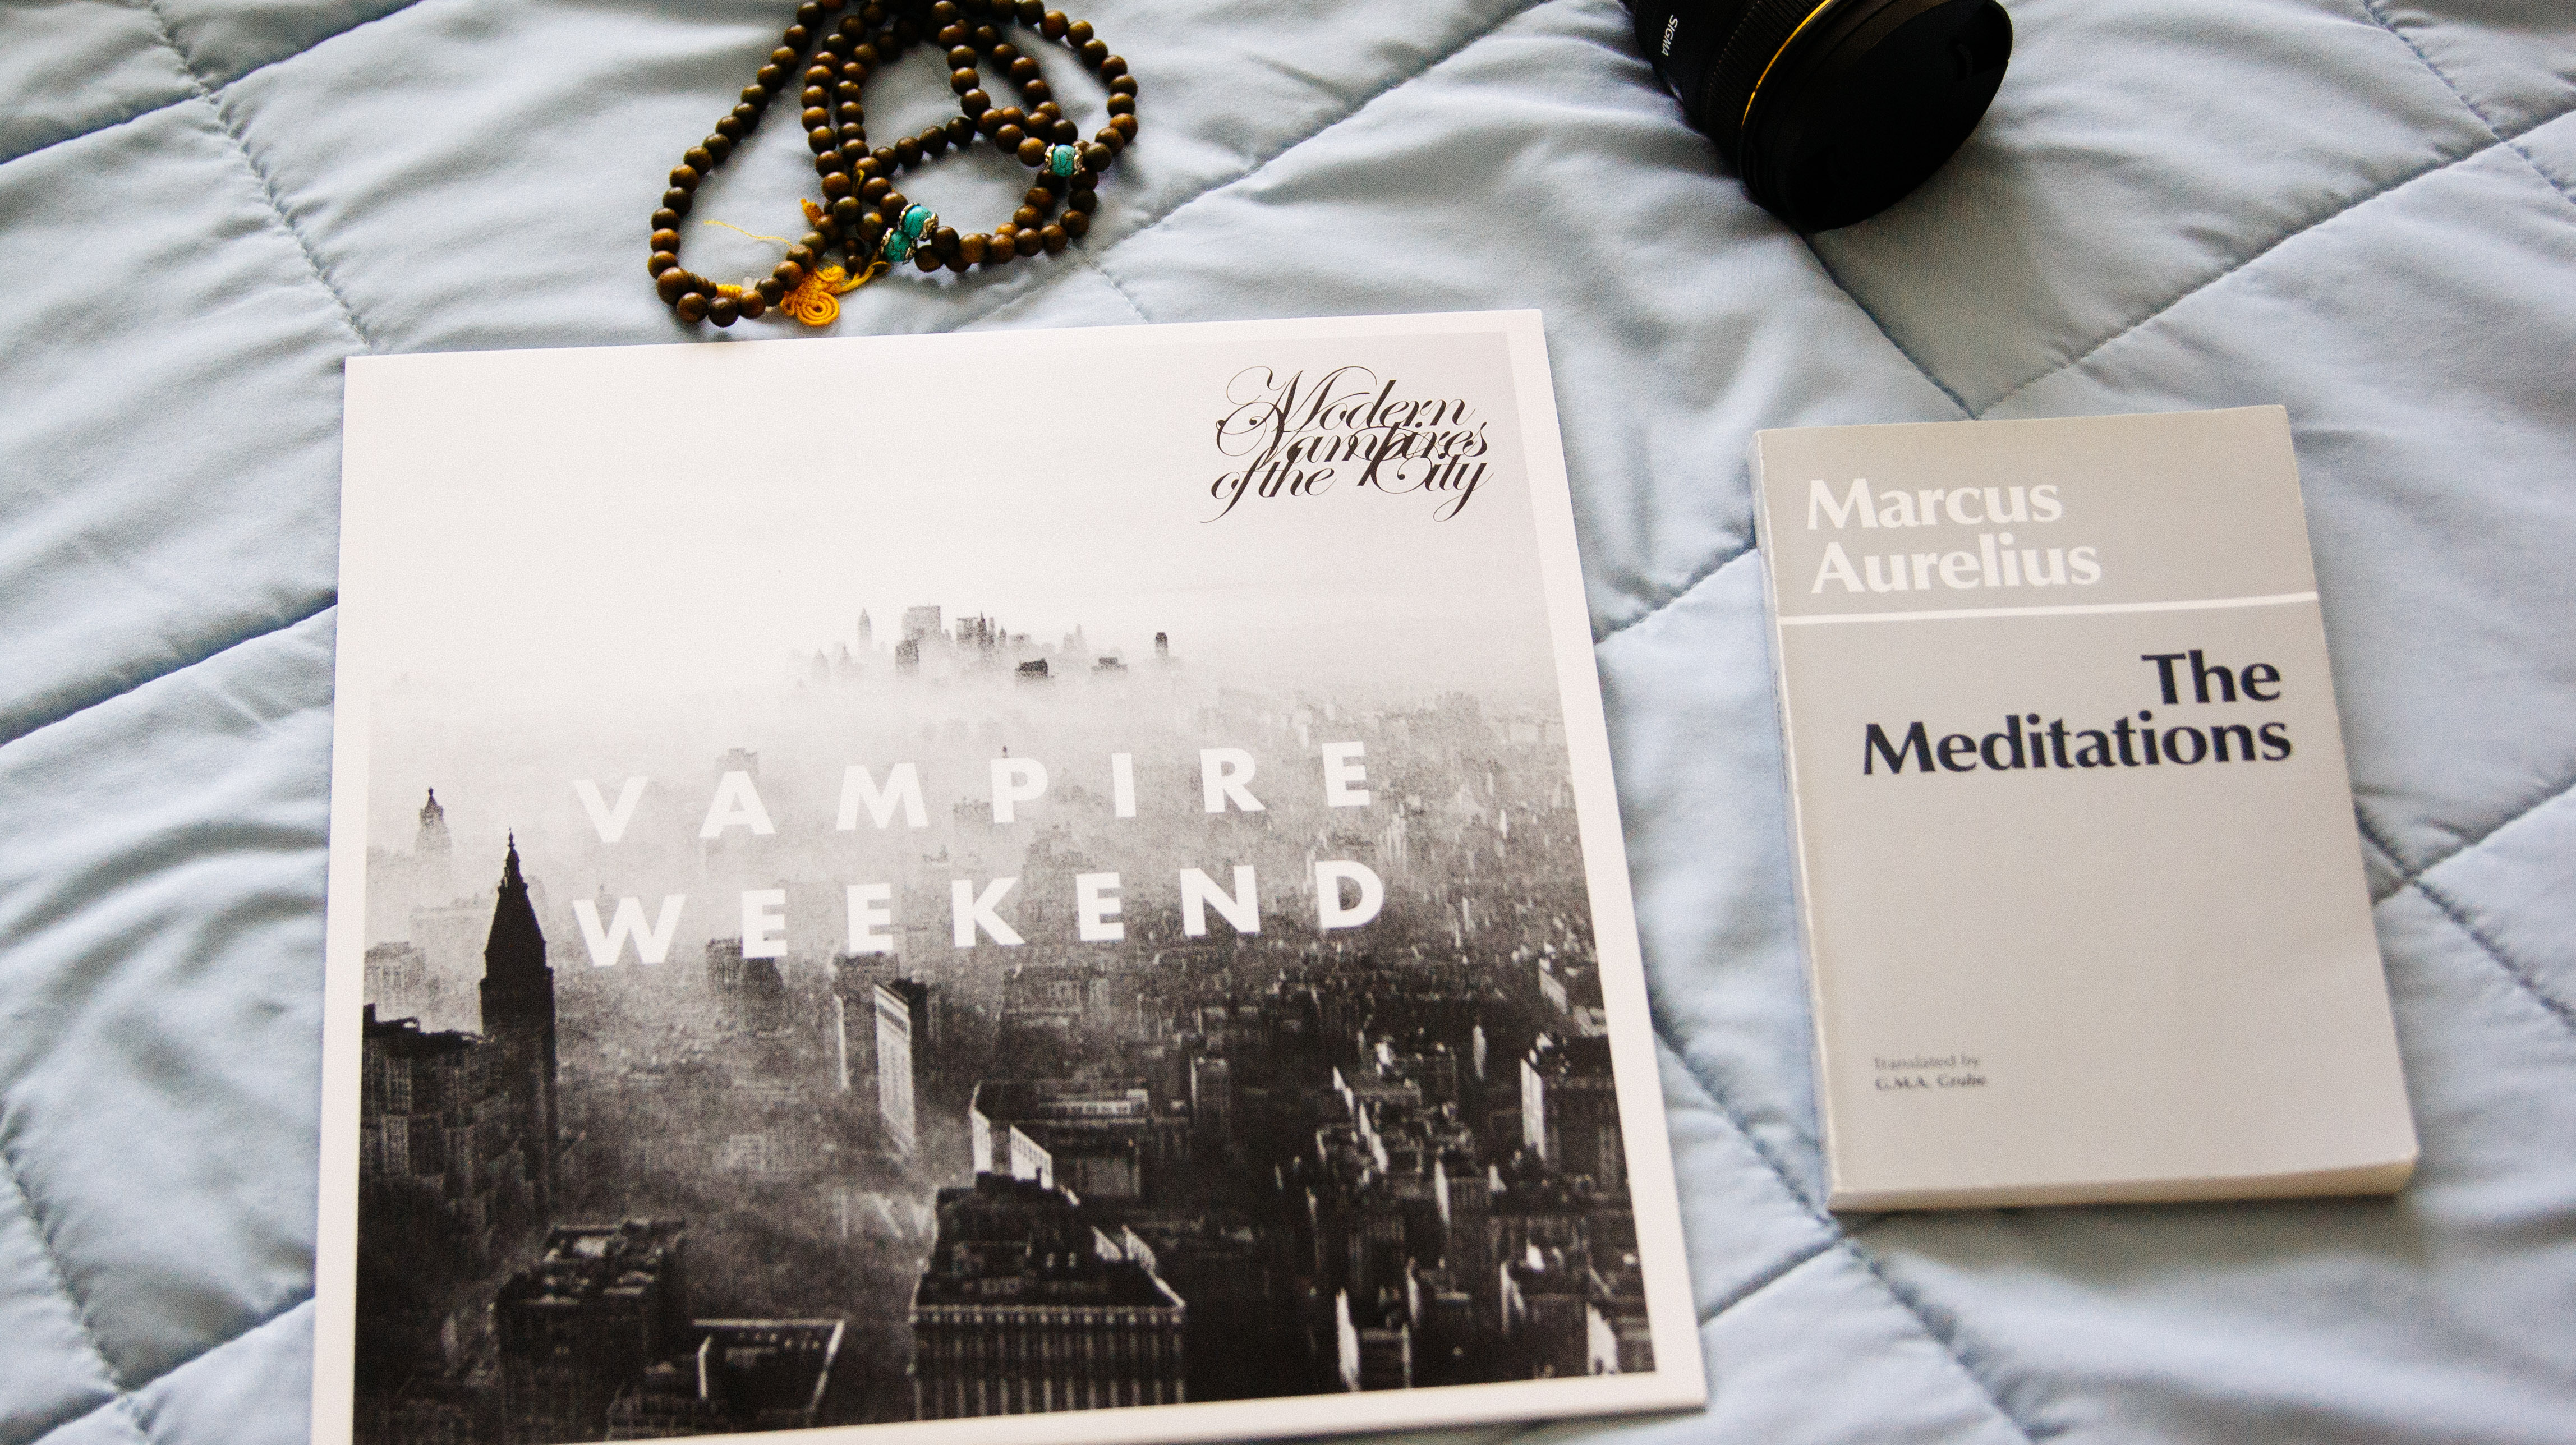 SIGMA
Modern
Vampires
of the City
VAMPIRE
WEEKEND
Marcus
Aurelius
The
Meditations
Translated by
G.M.A. Grube